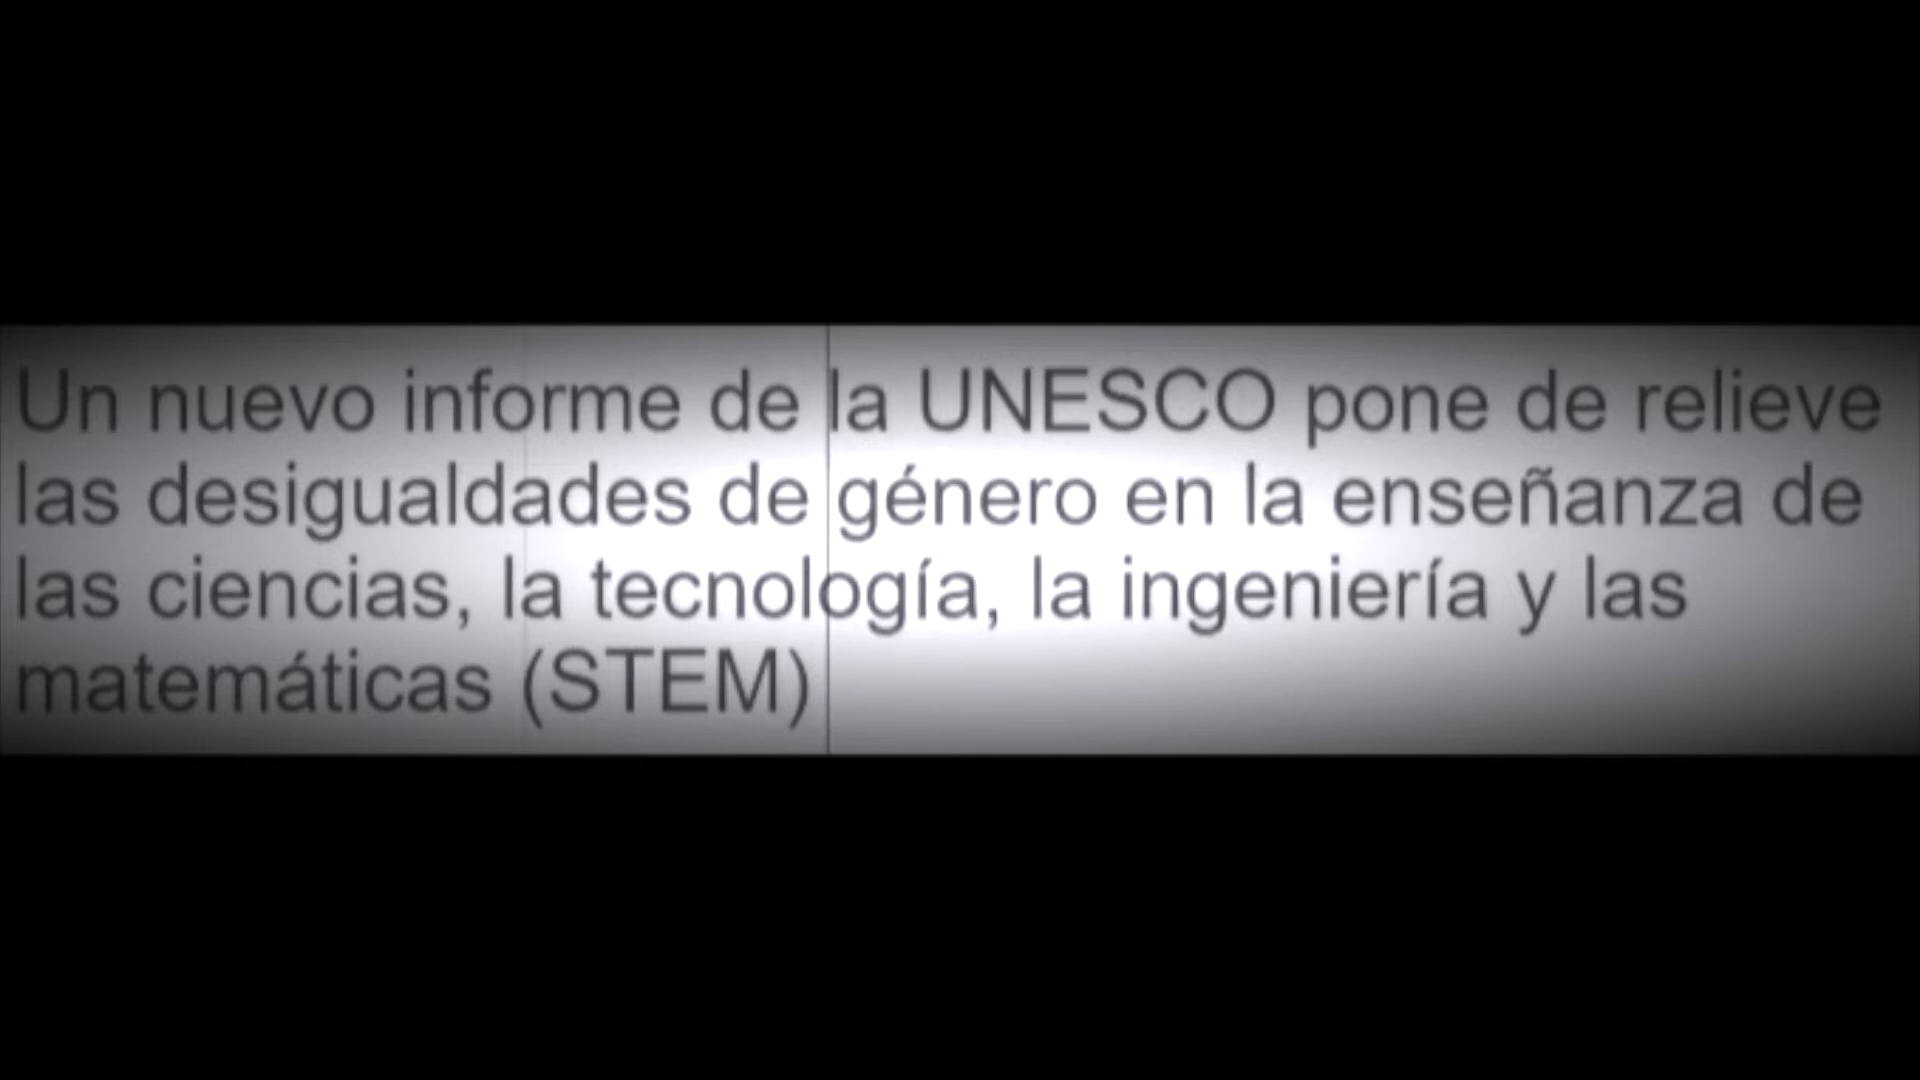 Un nuevo informe de la UNESCO pone de relieve
las desigualdades de género en la enseñanza de
las ciencias, la tecnología, la ingeniería y las
matemáticas (STEM)